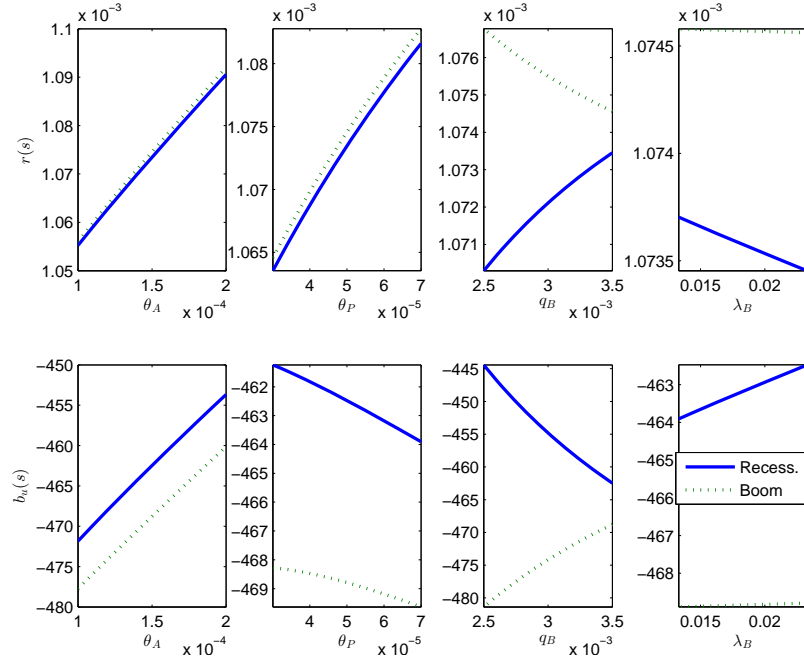 x 10⁻³ x 10⁻³ x 10⁻³ x 10⁻³
1.1
1.09
1.08
1.07
1.06
1.05
r(s)
1 1.5 2
θ_A x 10⁻⁴
1.08
1.075
1.07
1.065
4 5 6 7
θ_P x 10⁻⁵
1.076
1.075
1.074
1.073
1.072
1.071
2.5 3 3.5
q_B x 10⁻³
1.0745
1.074
1.0735
0.015 0.02
λ_B
−450
−455
−460
−465
−470
−475
−480
b_u(s)
1 1.5 2
θ_A x 10⁻⁴
−462
−463
−464
−465
−466
−467
−468
−469
4 5 6 7
θ_P x 10⁻⁵
−445
−450
−455
−460
−465
−470
−475
−480
2.5 3 3.5
q_B x 10⁻³
−463
−464
−465
−466
−467
−468
0.015 0.02
λ_B
Recess.
Boom